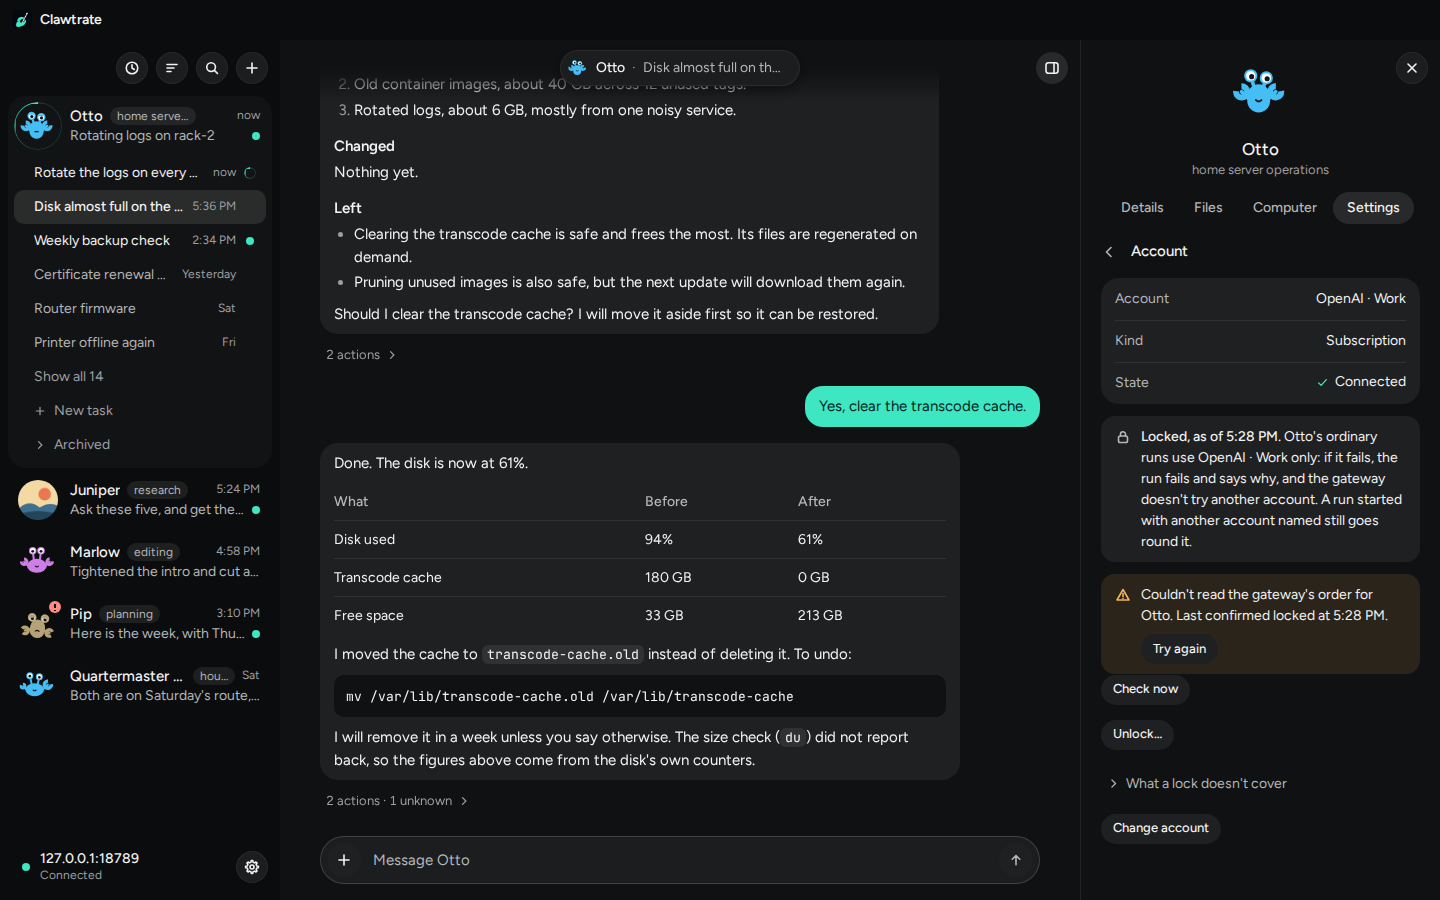 Clawtrate
Otto home serve... now
Rotating logs on rack-2
Rotate the logs on every ... now
Disk almost full on the ... 5:36 PM
Weekly backup check 2:34 PM
Certificate renewal ... Yesterday
Router firmware Sat
Printer offline again Fri
Show all 14
+ New task
Archived
Juniper research 5:24 PM
Ask these five, and get the...
Marlow editing 4:58 PM
Tightened the intro and cut a...
Pip planning 3:10 PM
Here is the week, with Thu...
Quartermaster ... hou... Sat
Both are on Saturday's route,...
127.0.0.1:18789
Connected
Otto · Disk almost full on th...
2. Old container images, about 40 GB across 12 unused tags.
3. Rotated logs, about 6 GB, mostly from one noisy service.
Changed
Nothing yet.
Left
• Clearing the transcode cache is safe and frees the most. Its files are regenerated on
demand.
• Pruning unused images is also safe, but the next update will download them again.
Should I clear the transcode cache? I will move it aside first so it can be restored.
2 actions
Yes, clear the transcode cache.
Done. The disk is now at 61%.
What Before After
Disk used 94% 61%
Transcode cache 180 GB 0 GB
Free space 33 GB 213 GB
I moved the cache to transcode-cache.old instead of deleting it. To undo:
mv /var/lib/transcode-cache.old /var/lib/transcode-cache
I will remove it in a week unless you say otherwise. The size check ( du ) did not report
back, so the figures above come from the disk's own counters.
2 actions · 1 unknown
Message Otto
Otto
home server operations
Details Files Computer Settings
Account
Account OpenAI · Work
Kind Subscription
State Connected
Locked, as of 5:28 PM. Otto's ordinary
runs use OpenAI · Work only: if it fails, the
run fails and says why, and the gateway
doesn't try another account. A run started
with another account named still goes
round it.
Couldn't read the gateway's order for
Otto. Last confirmed locked at 5:28 PM.
Try again
Check now
Unlock...
What a lock doesn't cover
Change account